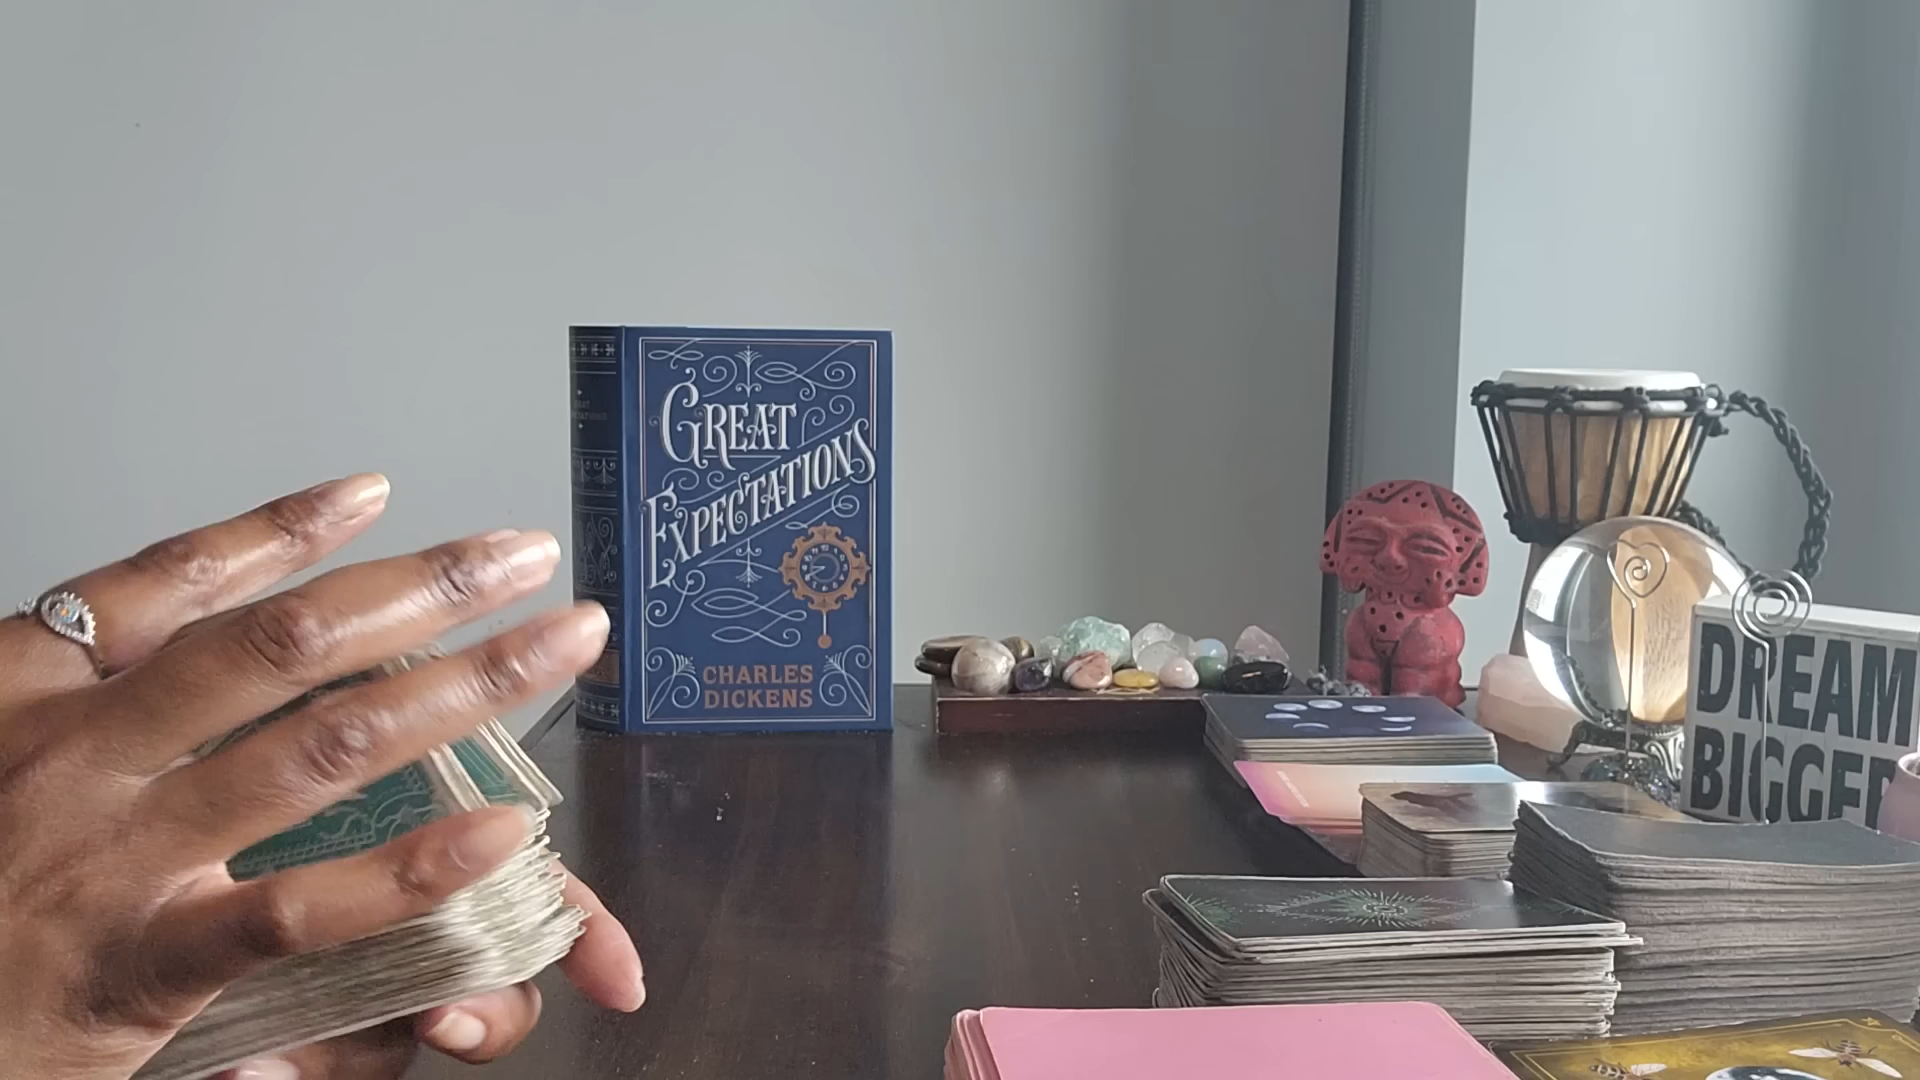 GREAT
EXPECTATIONS
CHARLES
DICKENS
DREAM
BIGGER